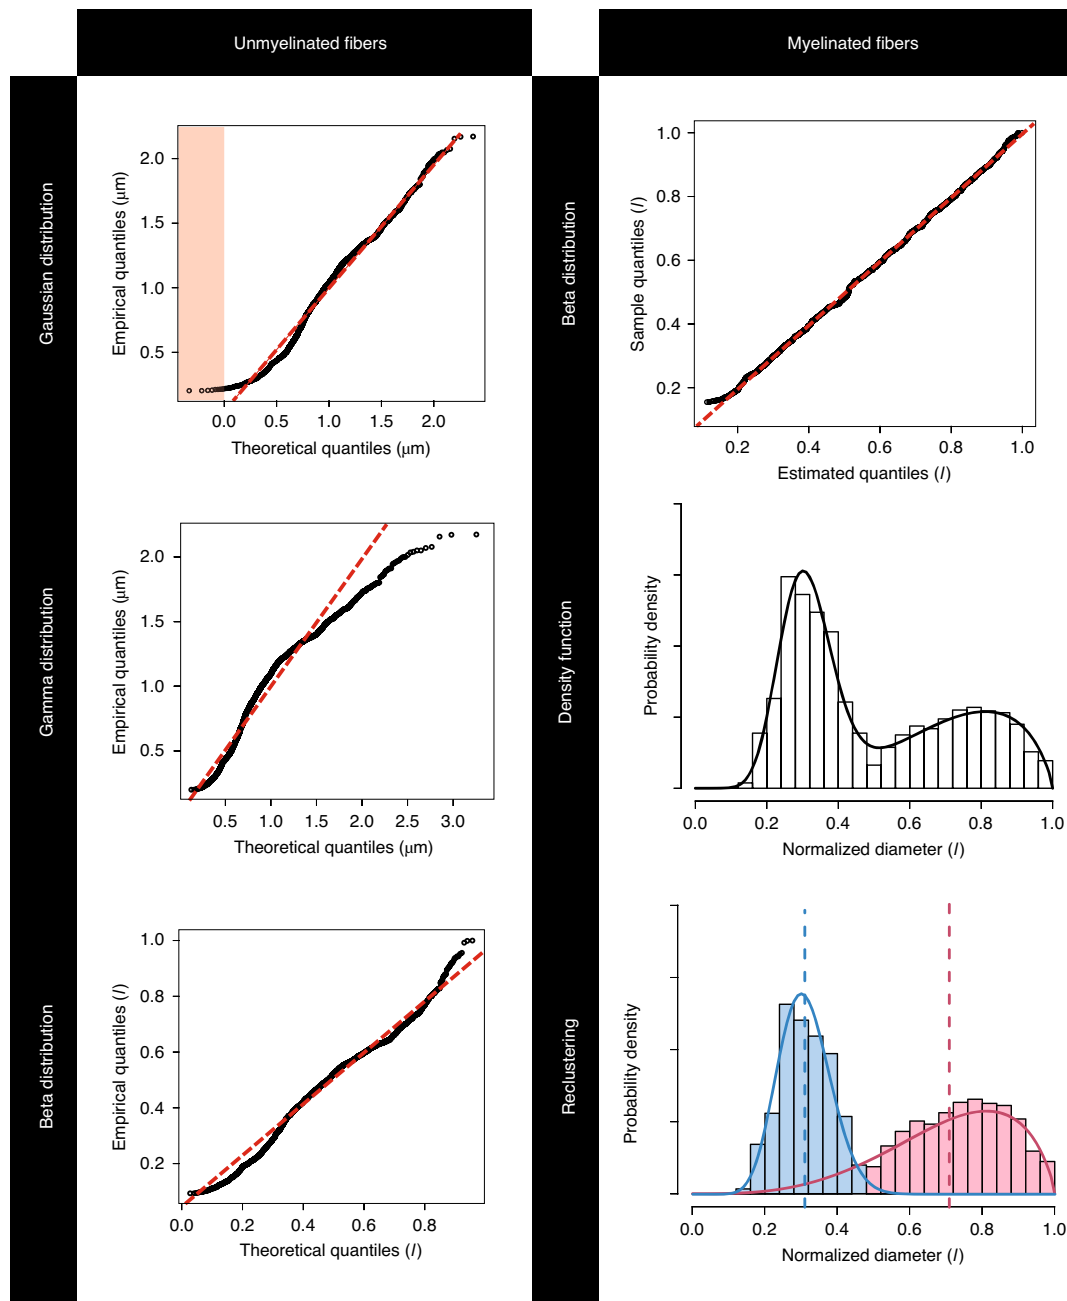 Unmyelinated fibers
Myelinated fibers
Gaussian distribution
Empirical quantiles (μm)
2.0
1.5
1.0
0.5
0.0 0.5 1.0 1.5 2.0
Theoretical quantiles (μm)
Beta distribution
Sample quantiles (l)
1.0
0.8
0.6
0.4
0.2
0.2 0.4 0.6 0.8 1.0
Estimated quantiles (l)
Gamma distribution
Empirical quantiles (μm)
2.0
1.5
1.0
0.5
0.5 1.0 1.5 2.0 2.5 3.0
Theoretical quantiles (μm)
Density function
Probability density
0.0 0.2 0.4 0.6 0.8 1.0
Normalized diameter (l)
Beta distribution
Empirical quantiles (l)
1.0
0.8
0.6
0.4
0.2
0.0 0.2 0.4 0.6 0.8
Theoretical quantiles (l)
Reclustering
Probability density
0.0 0.2 0.4 0.6 0.8 1.0
Normalized diameter (l)